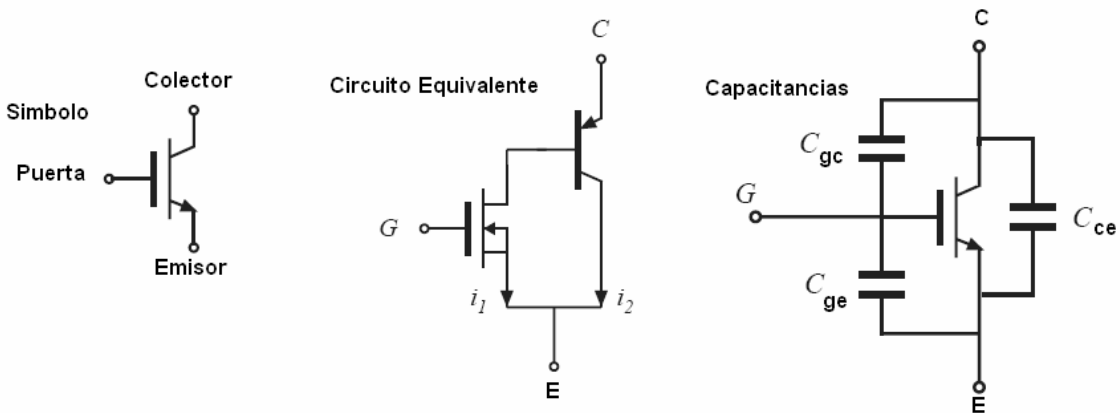 Simbolo
Colector
Puerta
Emisor
Circuito Equivalente
C
G
i1
i2
E
Capacitancias
C
Cgc
G
Cce
Cge
E